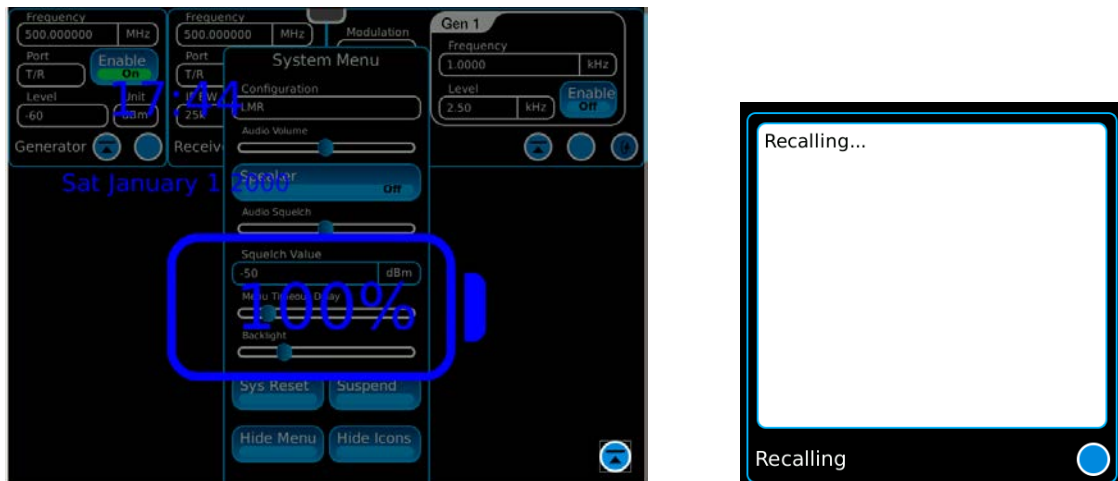 Frequency
500.000000 MHz
Port
T/R
Enable
On
Level
-60
Unit
dBm
Generator
Frequency
500.000000 MHz
Port
T/R
IF BW
25k
Receiv
Modulation
Gen 1
Frequency
1.0000 kHz
Level
2.50 kHz
Enable
Off
17:44
Sat January 1 2000
System Menu
Configuration
LMR
Audio Volume
Speaker
Off
Audio Squelch
Squelch Value
-50 dBm
Menu Timeout Delay
100%
Backlight
Sys Reset Suspend
Hide Menu Hide Icons
Recalling...
Recalling